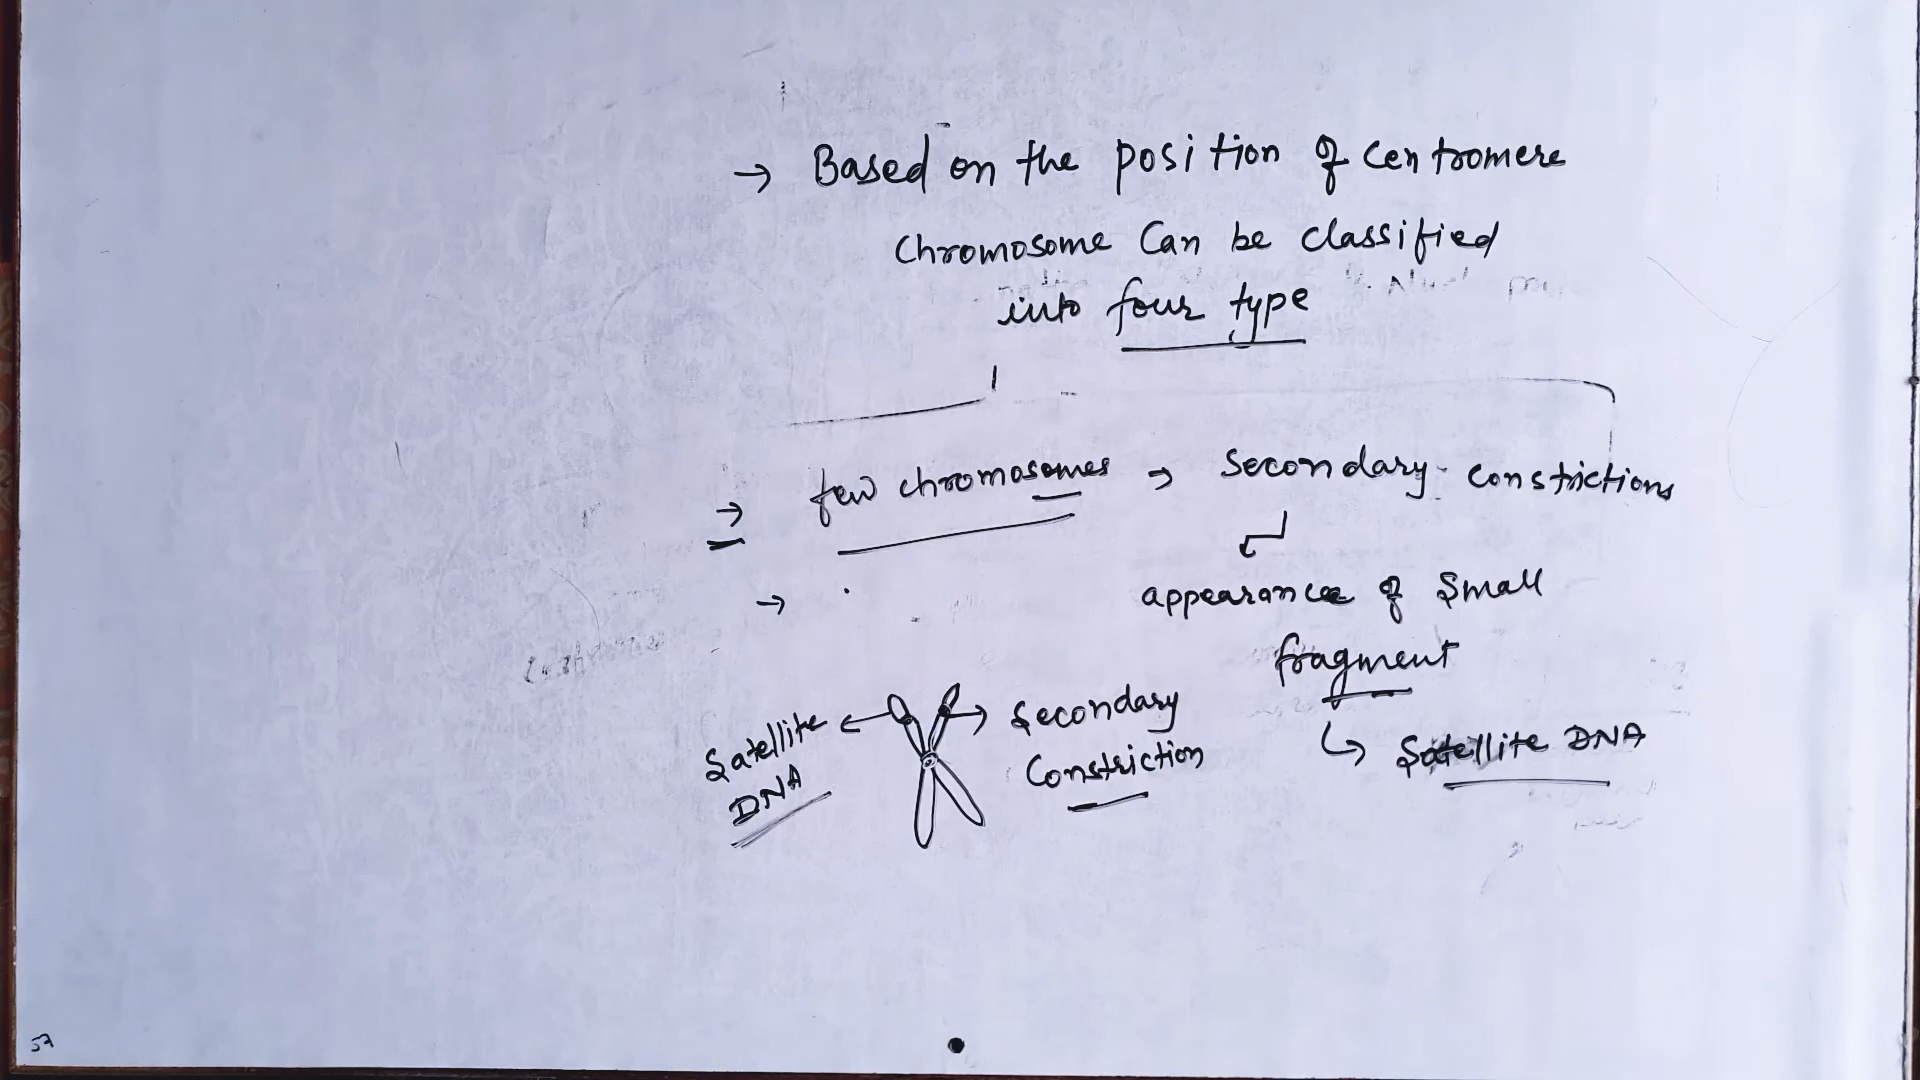 → Based on the position of centromere
chromosome can be classified
into four type
→ few chromosomes → Secondary constrictions
→
appearance of small
fragment
↳ Satellite DNA
Satellite
DNA
Secondary
Constriction
57